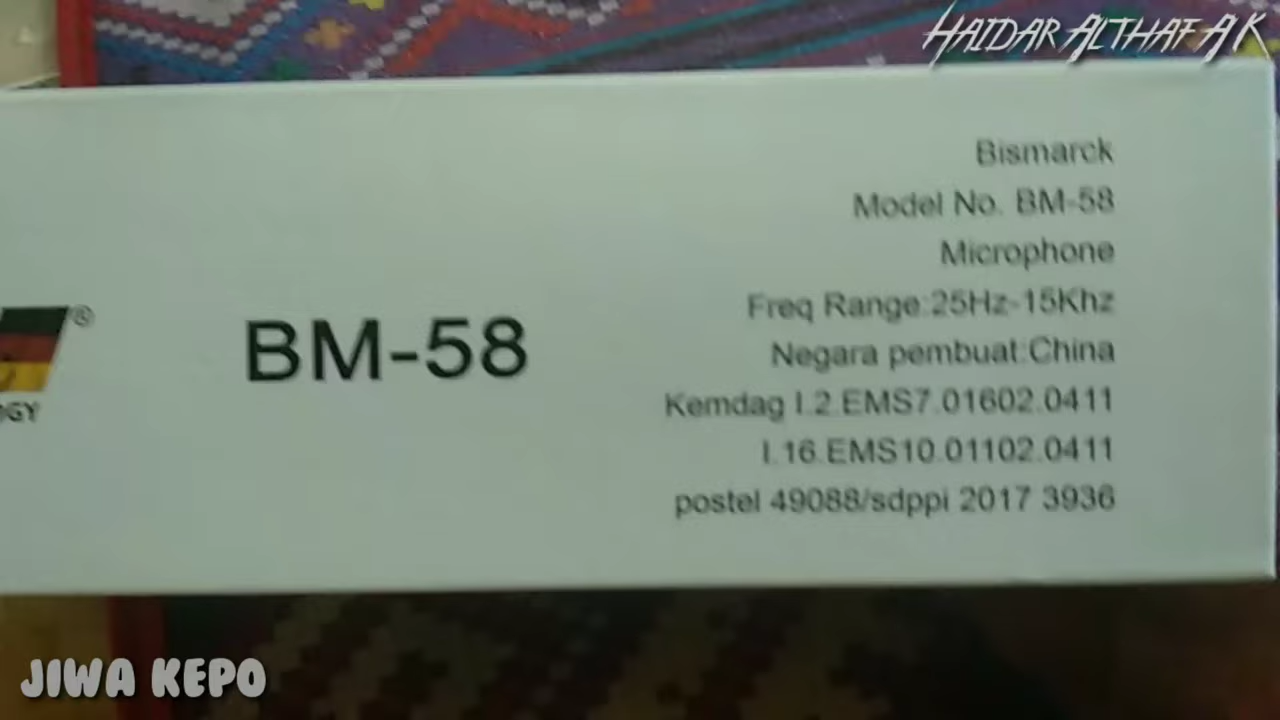 HAIDAR ALTHAF A K
Bismarck
Model No. BM-58
Microphone
Freq Range:25Hz-15Khz
Negara pembuat:China
Kemdag I.2.EMS7.01602.0411
I.16.EMS10.01102.0411
postel 49088/sdppi 2017 3936
BM-58
®
OGY
JIWA KEPO